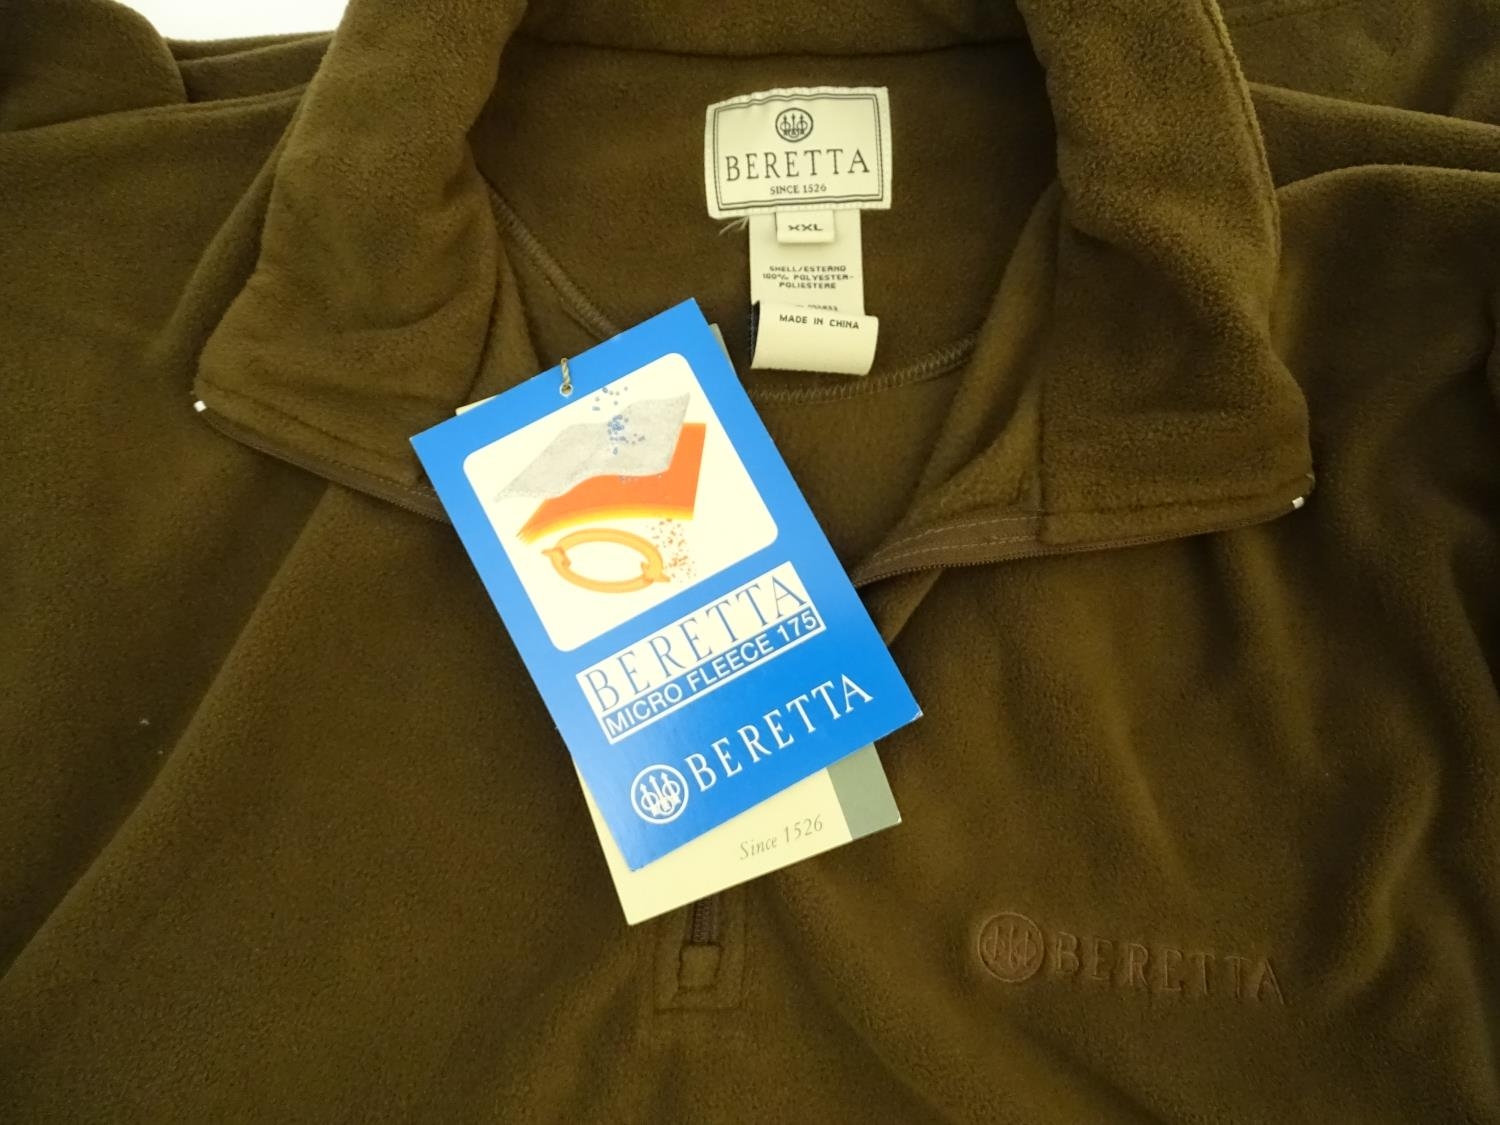 BERETTA
SINCE 1526
XXL
SHELL/ESTERNO
100% POLYESTER-
POLIESTERE
MADE IN CHINA
BERETTA
MICRO FLEECE 175
BERETTA
Since 1526
BERETTA